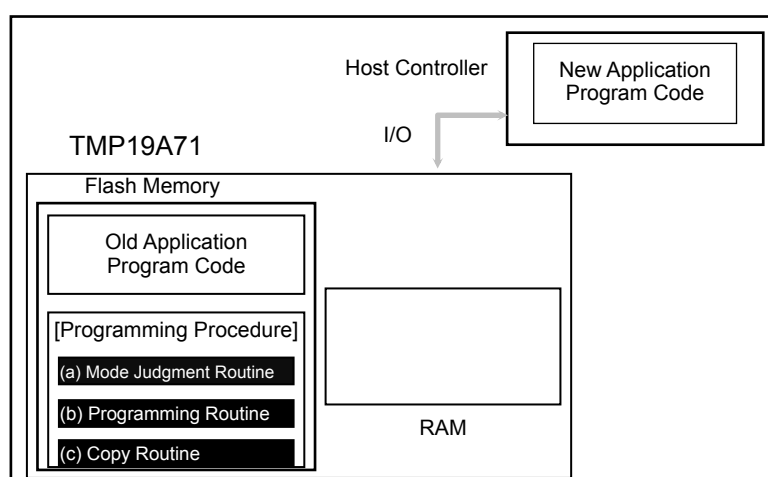 Host Controller
New Application
Program Code
I/O
TMP19A71
Flash Memory
Old Application
Program Code
[Programming Procedure]
(a) Mode Judgment Routine
(b) Programming Routine
(c) Copy Routine
RAM